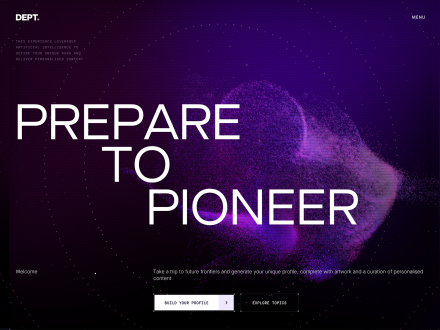 DEPT.
MENU
THIS EXPERIENCE LEVERAGES
ARTIFICIAL INTELLIGENCE TO
DEFINE YOUR UNIQUE MARK AND
DELIVER PERSONALISED CONTENT
PREPARE
TO
PIONEER
Welcome
Take a trip to future frontiers and generate your unique profile, complete with artwork and a curation of personalised
content
BUILD YOUR PROFILE
EXPLORE TOPICS